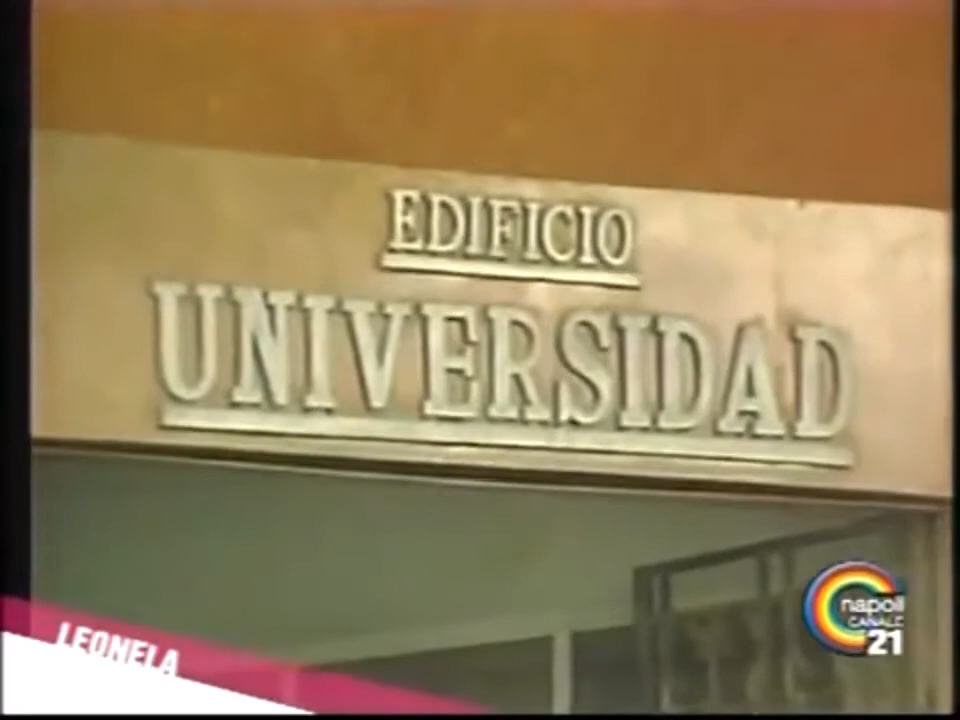 EDIFICIO
UNIVERSIDAD
LEONELA
napoli
CANALE
21